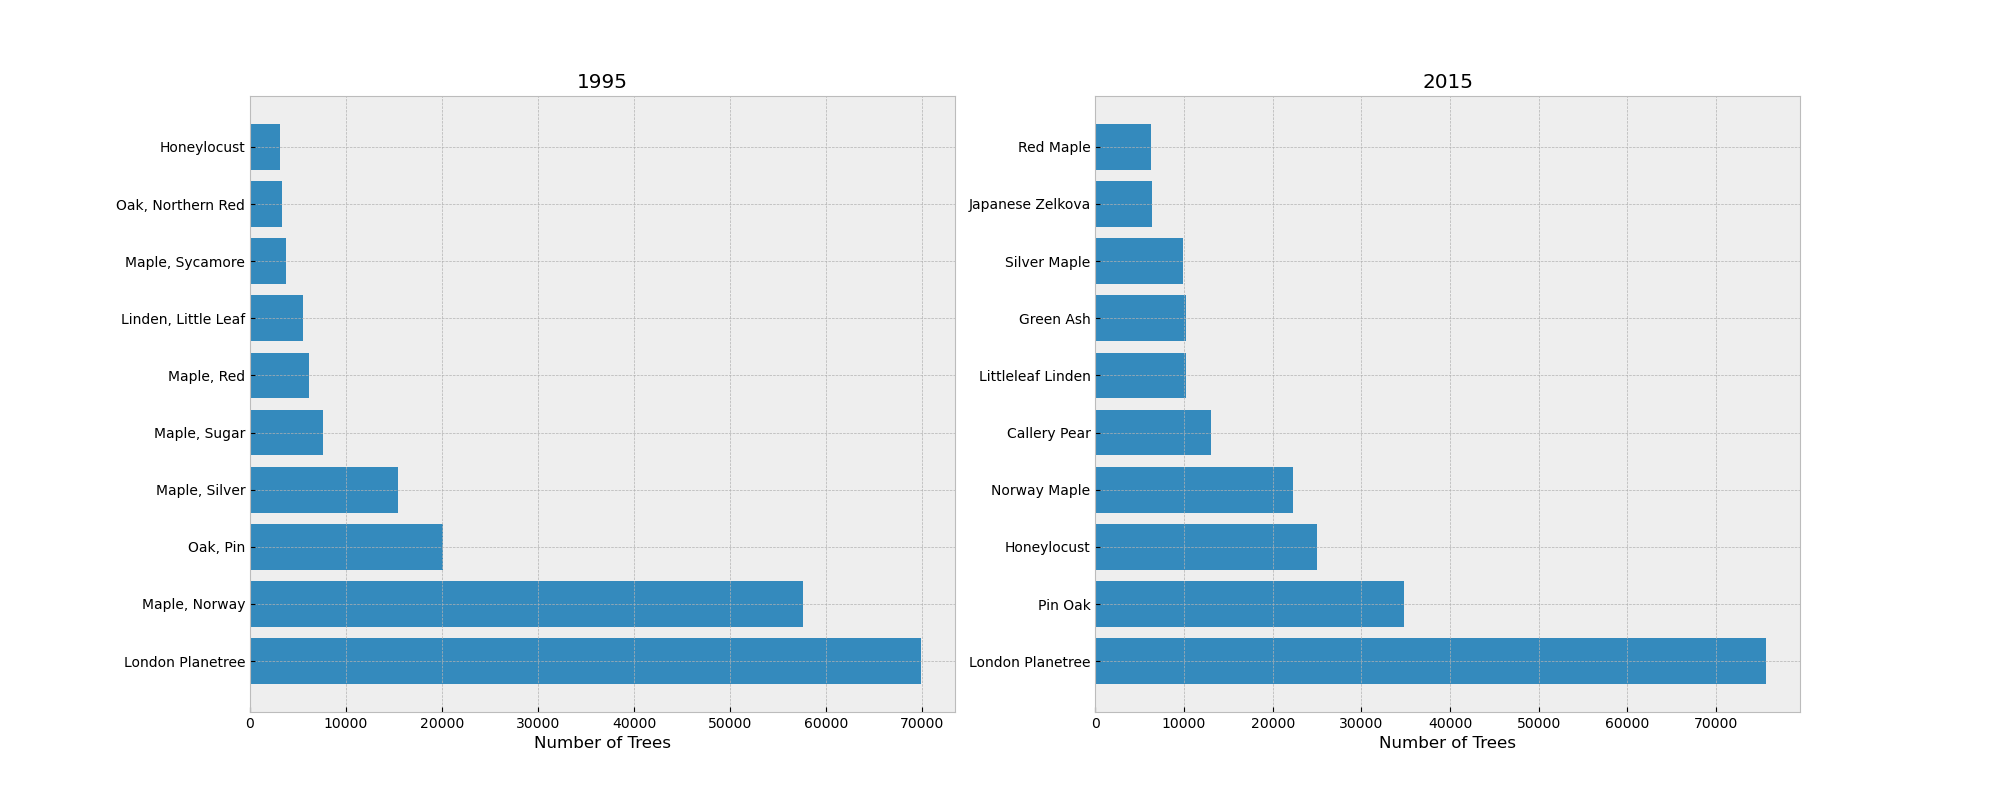 1995
Honeylocust
Oak, Northern Red
Maple, Sycamore
Linden, Little Leaf
Maple, Red
Maple, Sugar
Maple, Silver
Oak, Pin
Maple, Norway
London Planetree
0 10000 20000 30000 40000 50000 60000 70000
Number of Trees
2015
Red Maple
Japanese Zelkova
Silver Maple
Green Ash
Littleleaf Linden
Callery Pear
Norway Maple
Honeylocust
Pin Oak
London Planetree
0 10000 20000 30000 40000 50000 60000 70000
Number of Trees